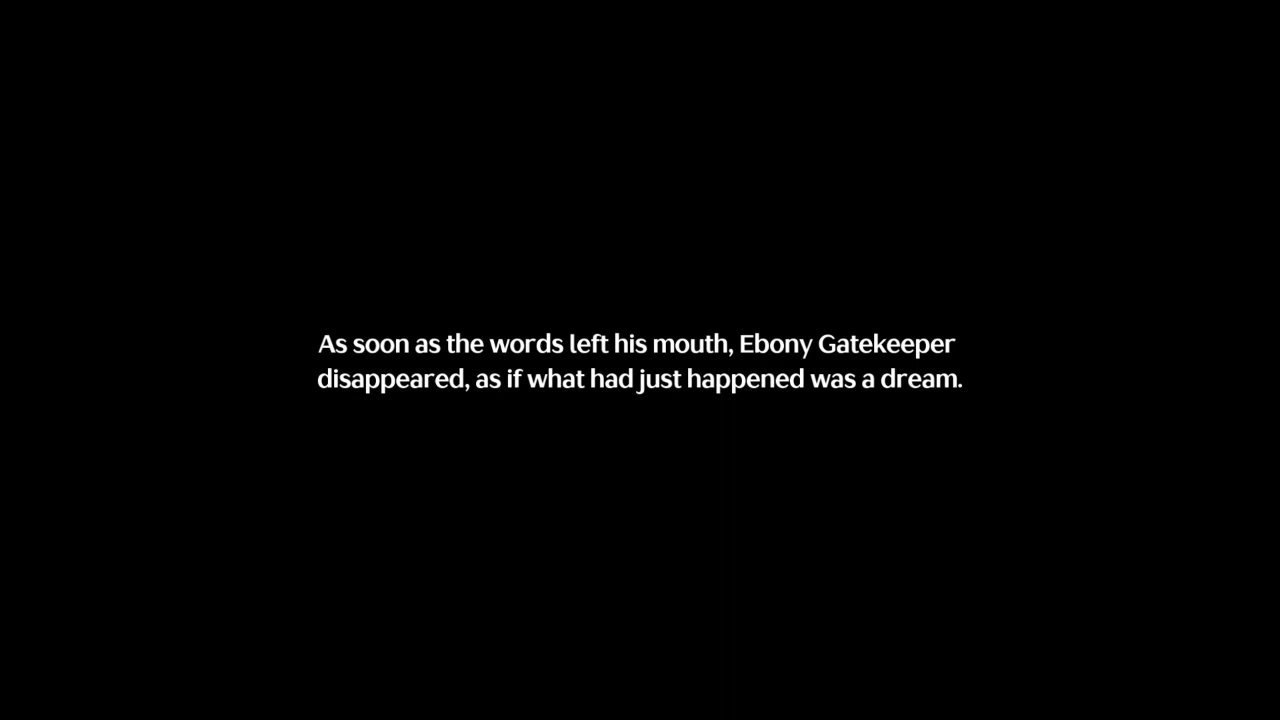 As soon as the words left his mouth, Ebony Gatekeeper
disappeared, as if what had just happened was a dream.